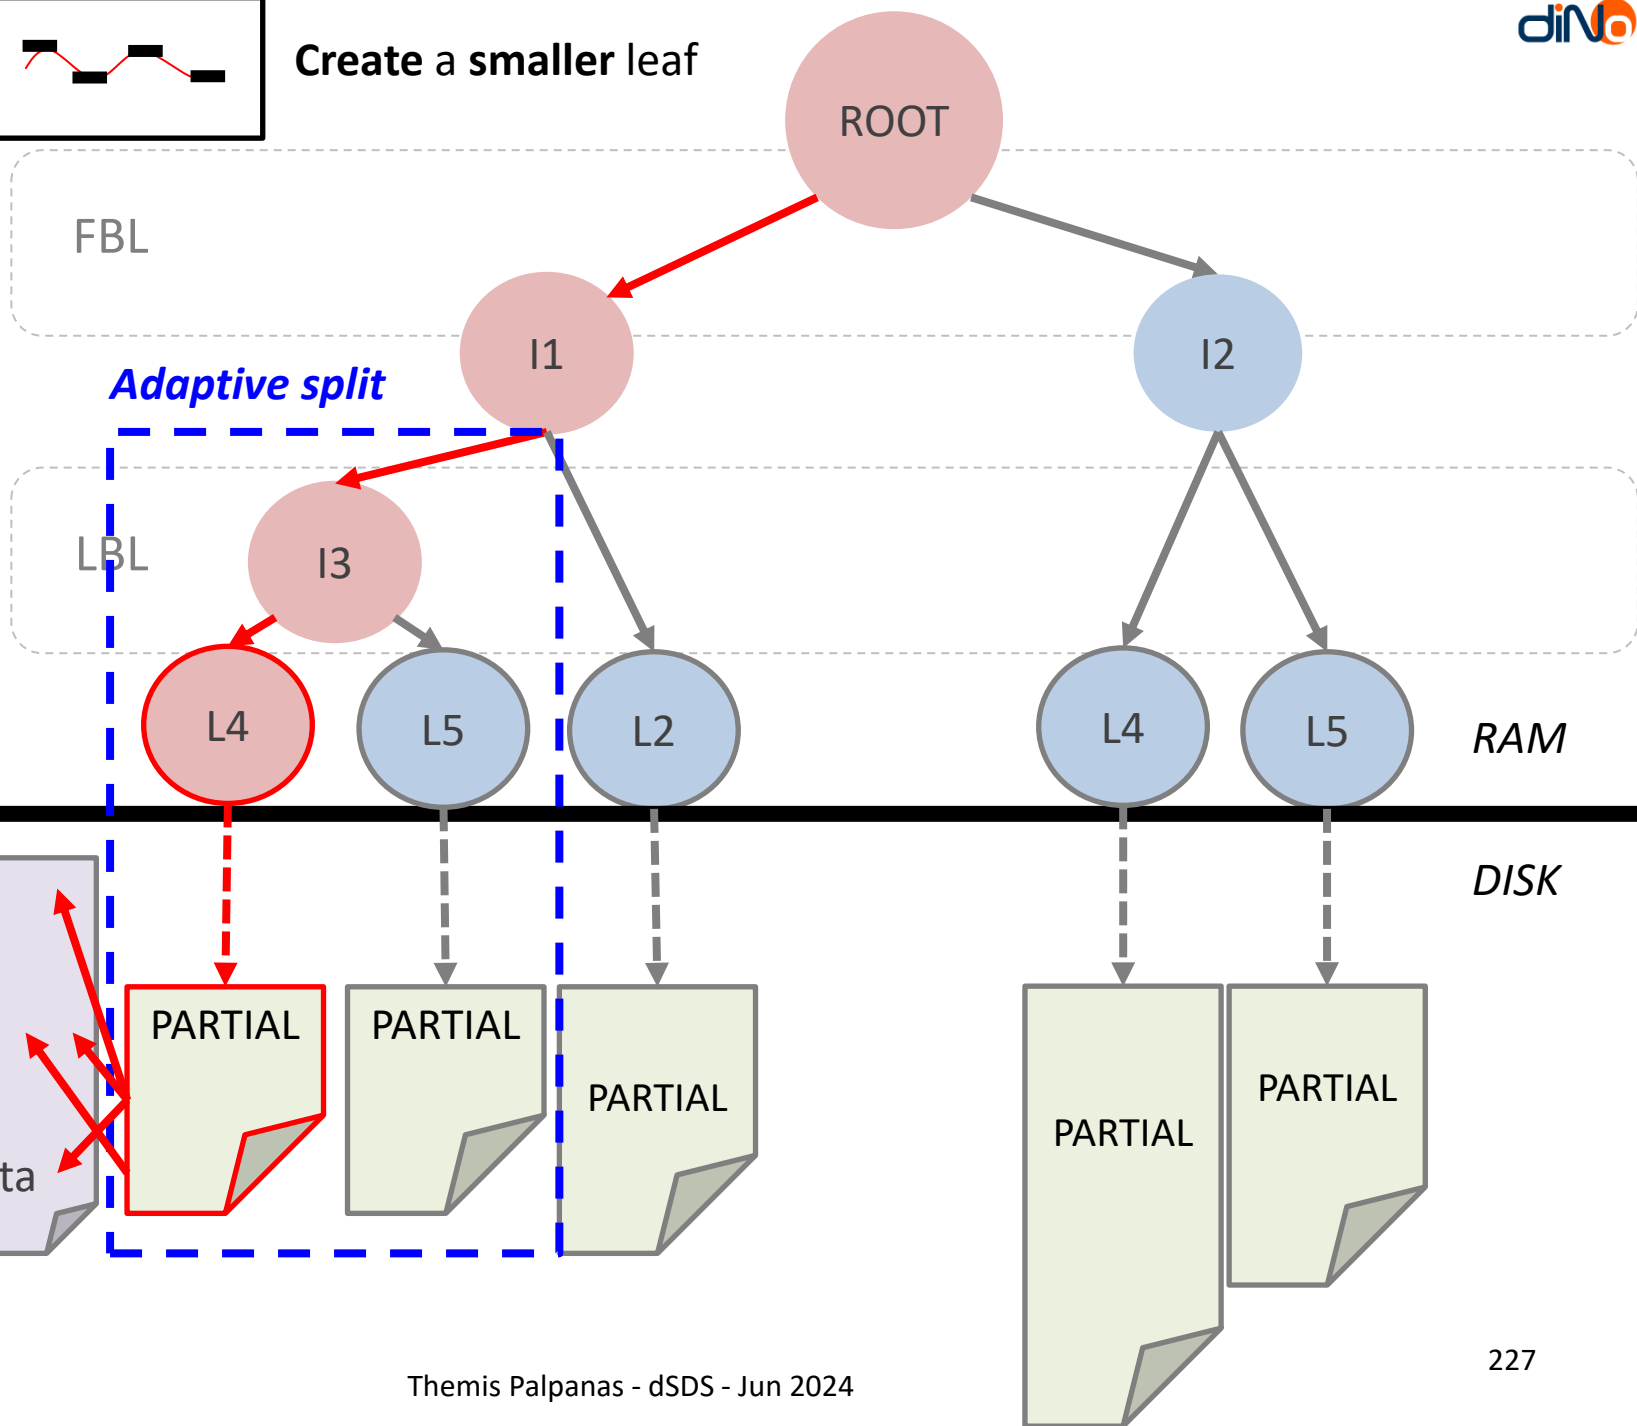 Create a smaller leaf
diNo
ROOT
FBL
I1
I2
Adaptive split
LBL
I3
L4
L5
L2
L4
L5
RAM
DISK
PARTIAL
PARTIAL
PARTIAL
PARTIAL
PARTIAL
ta
Themis Palpanas - dSDS - Jun 2024
227